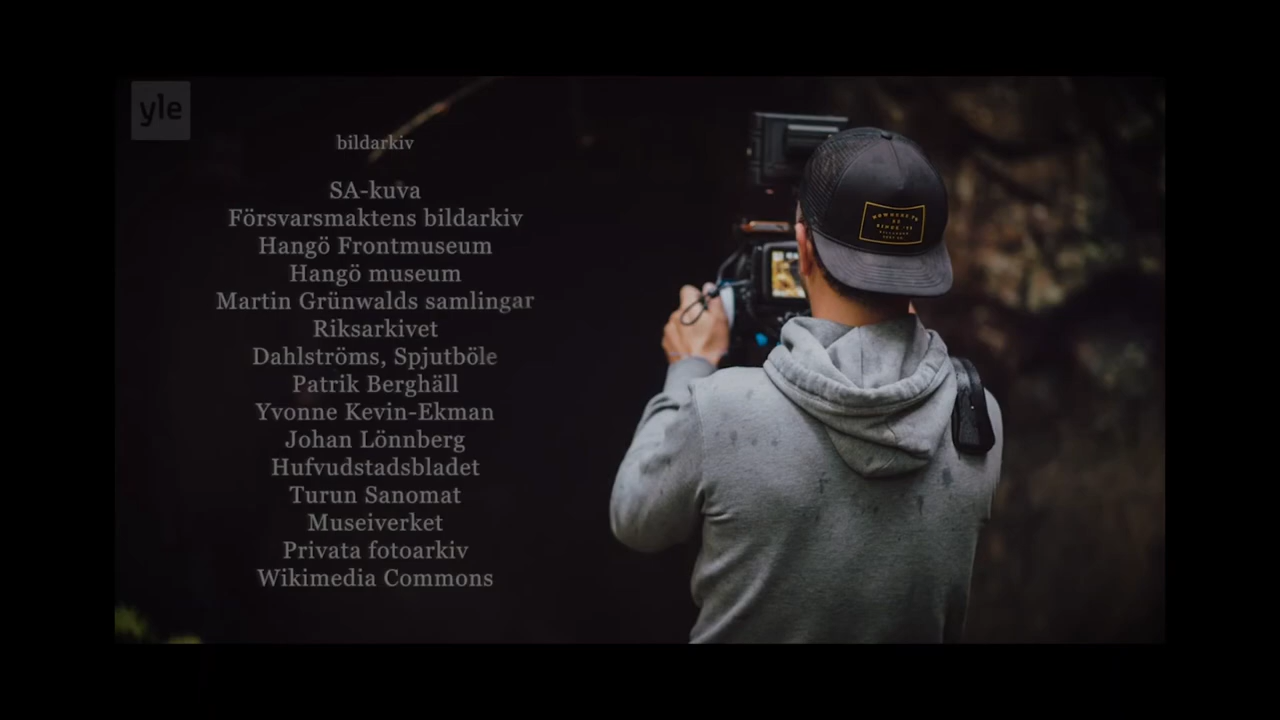 yle
bildarkiv
SA-kuva
Försvarsmaktens bildarkiv
Hangö Frontmuseum
Hangö museum
Martin Grünwalds samlingar
Riksarkivet
Dahlströms, Spjutböle
Patrik Berghäll
Yvonne Kevin-Ekman
Johan Lönnberg
Hufvudstadsbladet
Turun Sanomat
Museiverket
Privata fotoarkiv
Wikimedia Commons